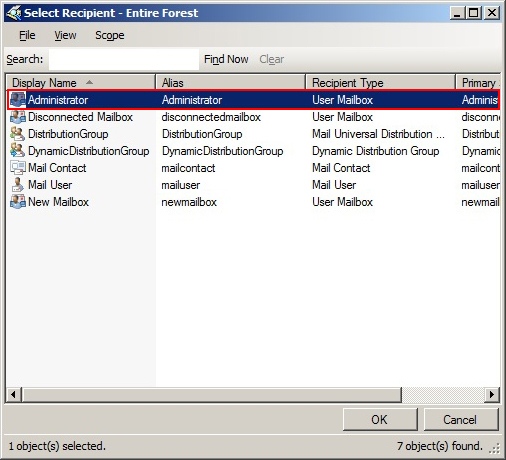 Select Recipient - Entire Forest
File View Scope
Search: Find Now Clear
Display Name Alias Recipient Type Primary
Administrator Administrator User Mailbox Adminis
Disconnected Mailbox disconnectedmailbox User Mailbox disconn
DistributionGroup DistributionGroup Mail Universal Distribution ... Distribut
DynamicDistributionGroup DynamicDistributionGroup Dynamic Distribution Group Dynamic
Mail Contact mailcontact Mail Contact mailcont
Mail User mailuser Mail User mailuser
New Mailbox newmailbox User Mailbox newmail
OK Cancel
1 object(s) selected. 7 object(s) found.